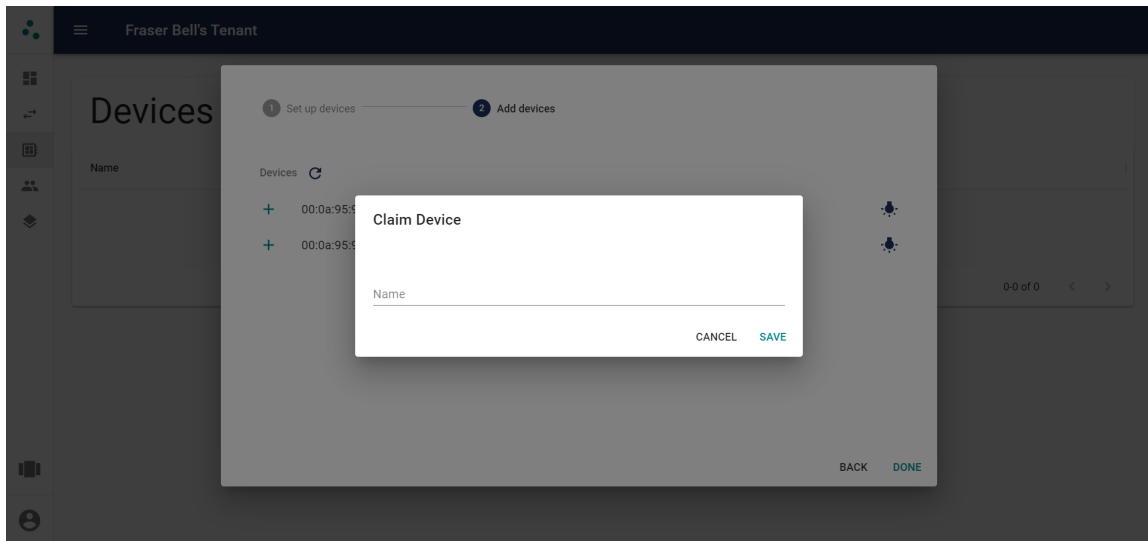 Fraser Bell's Tenant
Devices
1 Set up devices 2 Add devices
Name
Devices
+ 00:0a:95:9
+ 00:0a:95:9
Claim Device
Name
CANCEL SAVE
0-0 of 0
BACK DONE